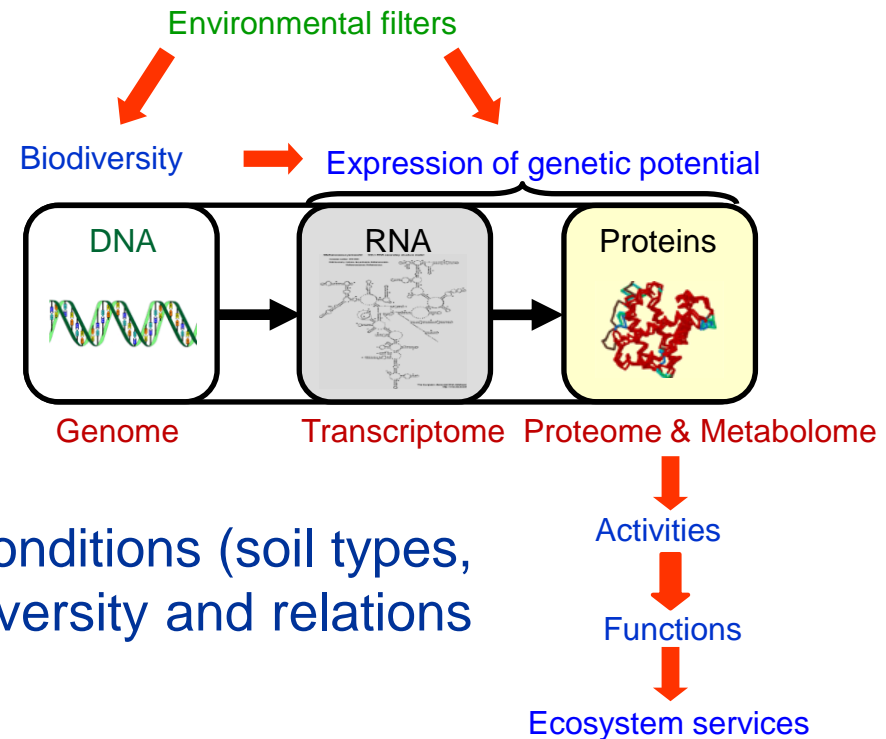 Environmental filters
Biodiversity
Expression of genetic potential
DNA
RNA
Proteins
Genome
Transcriptome
Proteome & Metabolome
Activities
onditions (soil types,
versity and relations
Functions
Ecosystem services